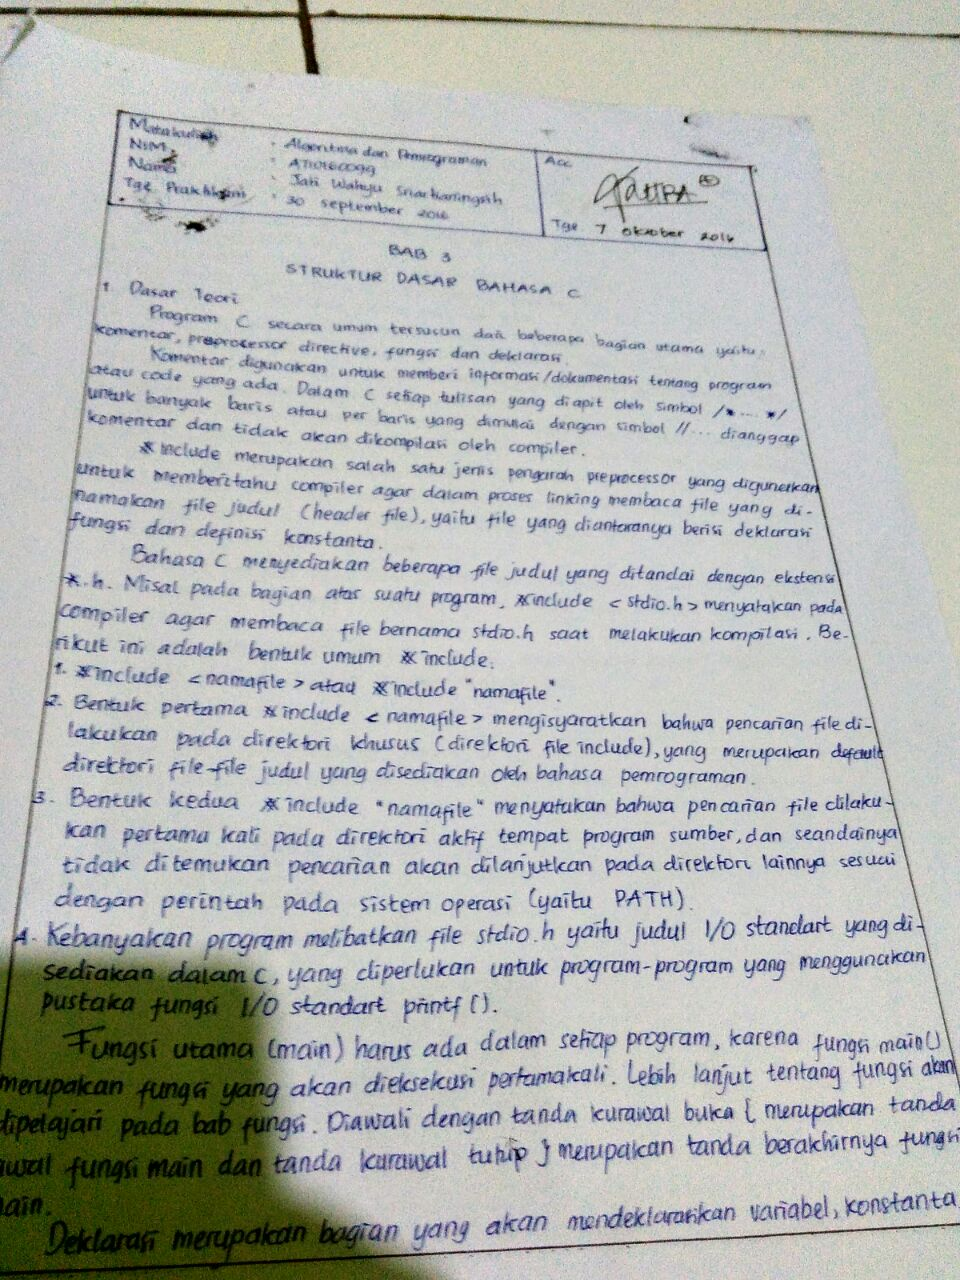 Matakuliah : Algoritma dan Pemrograman
NIM :
Nama : Jati Wahyu
Tgl Praktikum : 30 september 2016
Acc
Tgl 7 Oktober 2016
BAB 3
STRUKTUR DASAR BAHASA C
1. Dasar Teori
Program C secara umum tersusun dari beberapa bagian utama yaitu :
komentar, preprocessor directive, fungsi dan deklarasi.
Komentar digunakan untuk memberi informasi/dokumentasi tentang program
atau code yang ada. Dalam C setiap tulisan yang diapit oleh simbol /*....*/
untuk banyak baris atau per baris yang dimulai dengan simbol //... dianggap
komentar dan tidak akan dikompilasi oleh compiler.
#include merupakan salah satu jenis pengarah preprocessor yang digunakan
untuk memberitahu compiler agar dalam proses linking membaca file yang di-
namakan file judul (header file), yaitu file yang diantaranya berisi deklarasi
fungsi dan definisi konstanta.
Bahasa C menyediakan beberapa file judul yang ditandai dengan ekstensi
*.h. Misal pada bagian atas suatu program, #include <stdio.h> menyatakan pada
compiler agar membaca file bernama stdio.h saat melakukan kompilasi. Be-
rikut ini adalah bentuk umum #include.
1. #include <namafile> atau #include "namafile".
2. Bentuk pertama #include <namafile> mengisyaratkan bahwa pencarian file di-
lakukan pada direktori khusus (direktori file include), yang merupakan default
direktori file-file judul yang disediakan oleh bahasa pemrograman.
3. Bentuk kedua #include "namafile" menyatakan bahwa pencarian file dilaku-
kan pertama kali pada direktori aktif tempat program sumber, dan seandainya
tidak ditemukan pencarian akan dilanjutkan pada direktori lainnya sesuai
dengan perintah pada sistem operasi (yaitu PATH).
4. Kebanyakan program melibatkan file stdio.h yaitu judul I/O standart yang di-
sediakan dalam C, yang diperlukan untuk program-program yang menggunakan
pustaka fungsi I/O standart printf ().
Fungsi utama (main) harus ada dalam setiap program, karena fungsi main()
merupakan fungsi yang akan dieksekusi pertamakali. Lebih lanjut tentang fungsi akan
dipelajari pada bab fungsi. Diawali dengan tanda kurawal buka { merupakan tanda
awal fungsi main dan tanda kurawal tutup } merupakan tanda berakhirnya fungsi
main.
Deklarasi merupakan bagian yang akan mendeklarasikan variabel, konstanta,